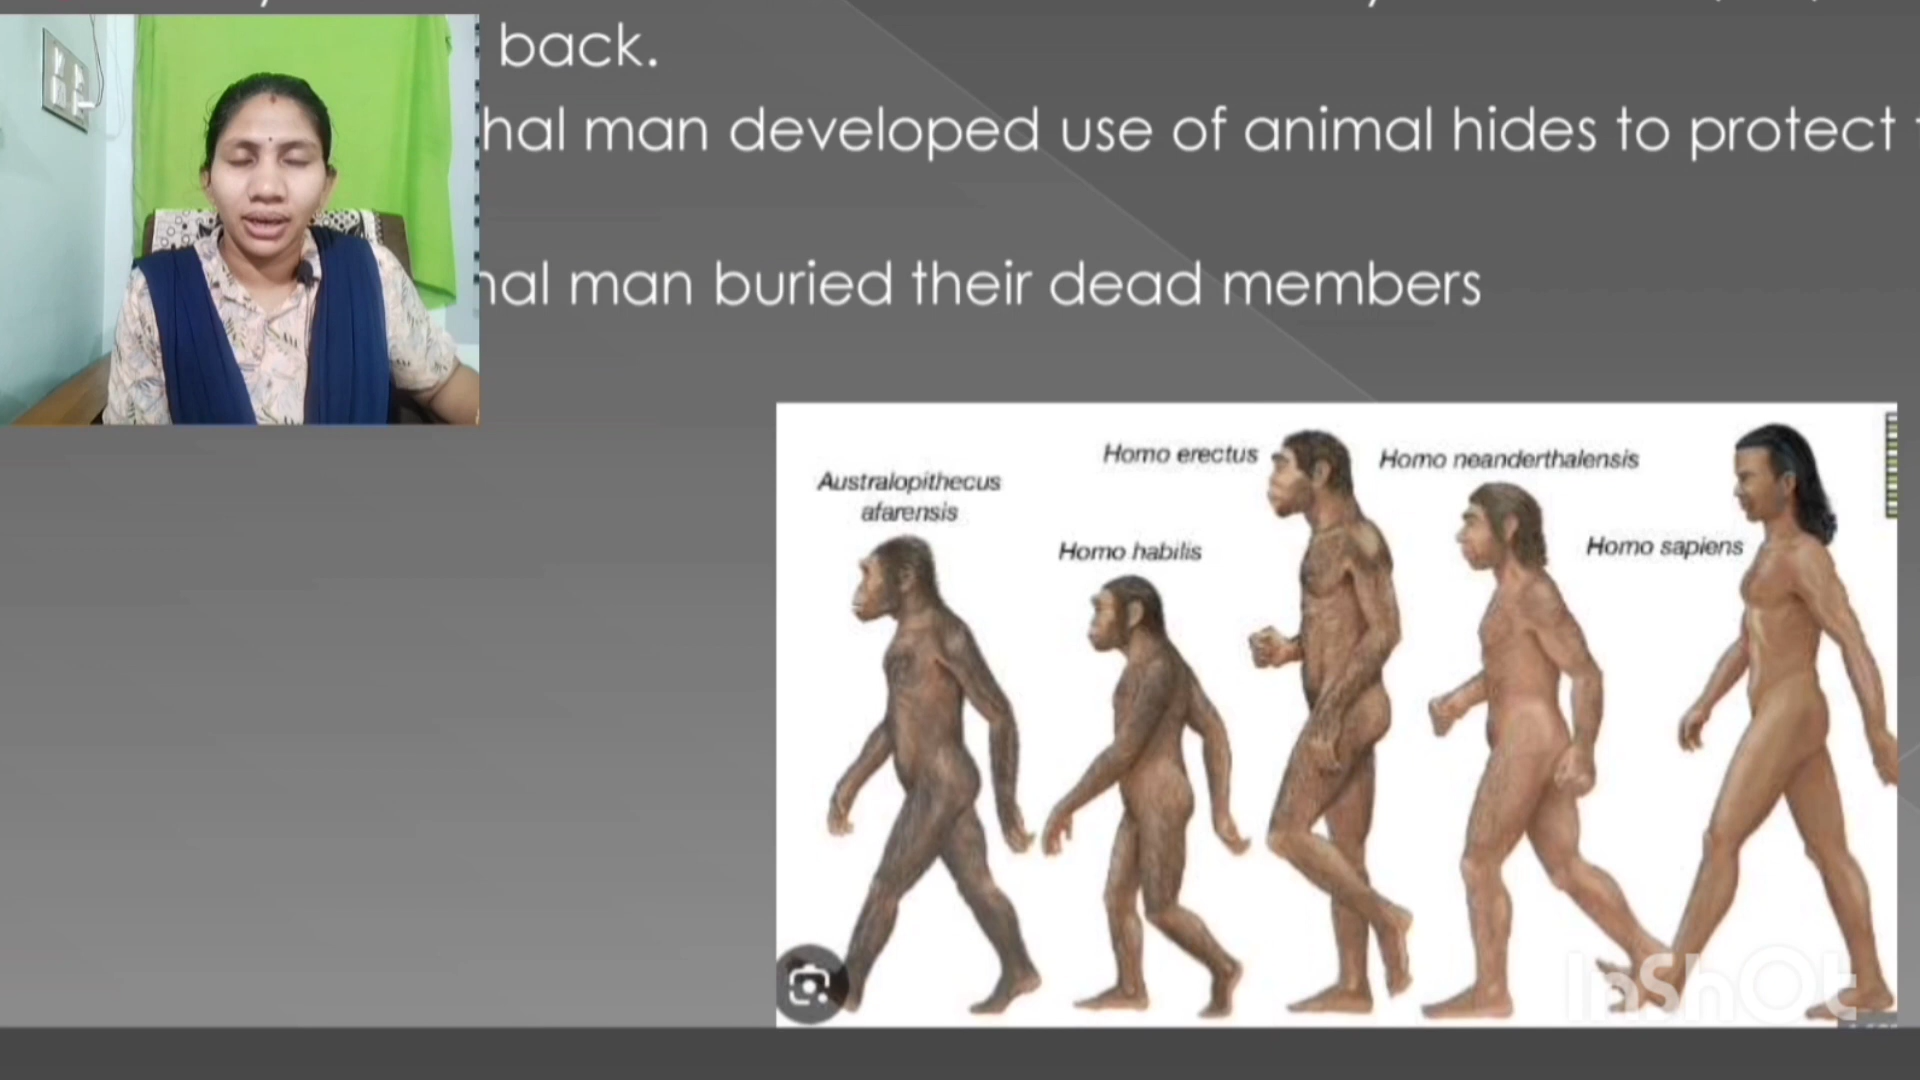 back.
hal man developed use of animal hides to protect
hal man buried their dead members
Homo erectus
Homo neanderthalensis
Australopithecus
afarensis
Homo habilis
Homo sapiens
InShOt